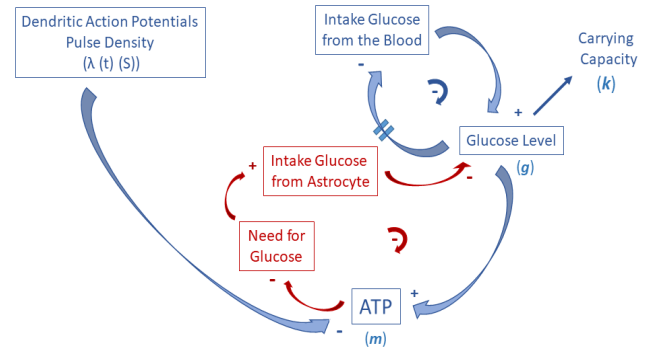 Dendritic Action Potentials
Pulse Density
(λ (t) (S))
Intake Glucose
from the Blood
-
-
+
Carrying
Capacity
(k)
Glucose Level
(g)
+
Intake Glucose
from Astrocyte
-
Need for
Glucose
-
-
ATP
+
-
(m)